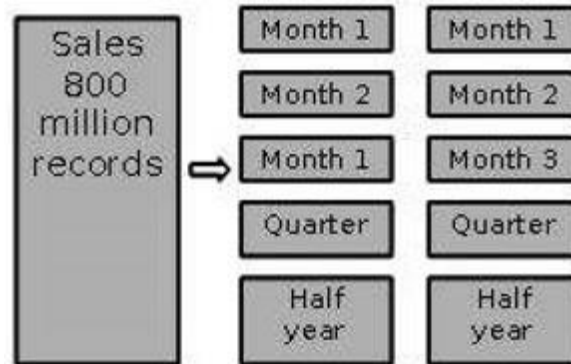 Sales
800
million
records
Month 1
Month 2
Month 1
Quarter
Half
year
Month 1
Month 2
Month 3
Quarter
Half
year